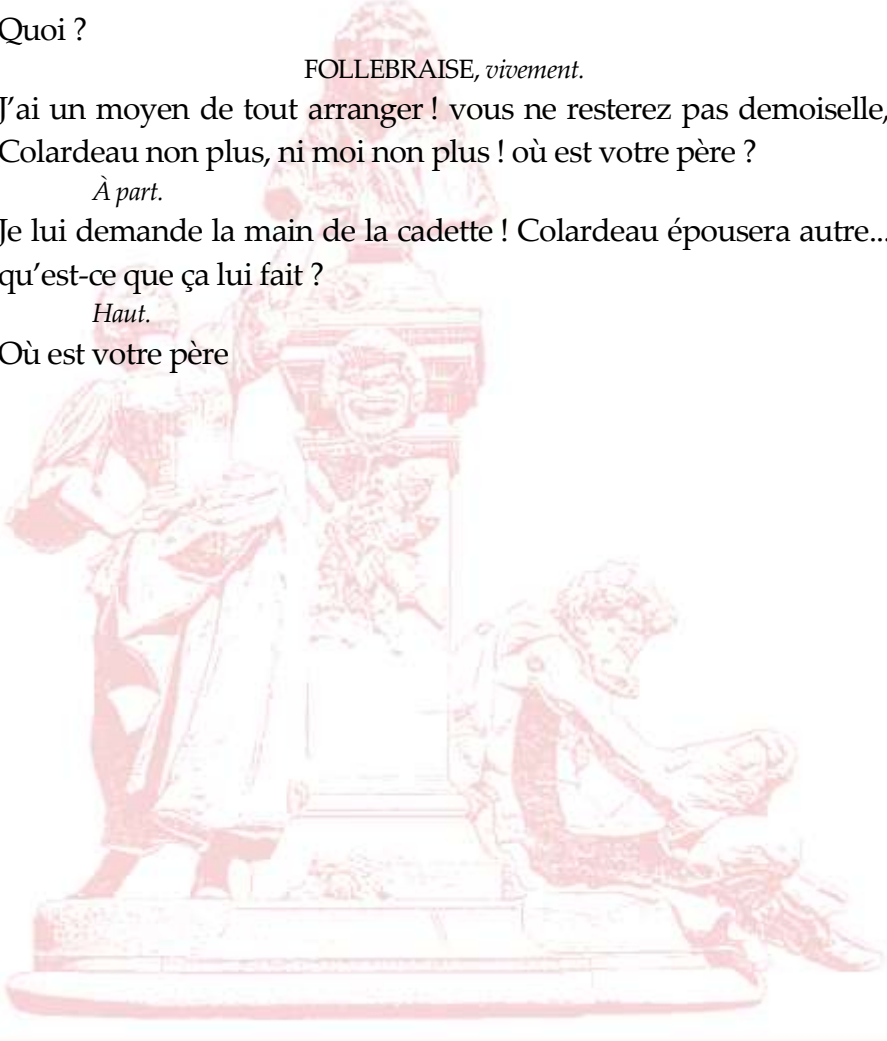 Quoi ?
FOLLEBRAISE, vivement.
J’ai un moyen de tout arranger ! vous ne resterez pas demoiselle,
Colardeau non plus, ni moi non plus ! où est votre père ?
À part.
Je lui demande la main de la cadette ! Colardeau épousera autre...
qu’est-ce que ça lui fait ?
Haut.
Où est votre père